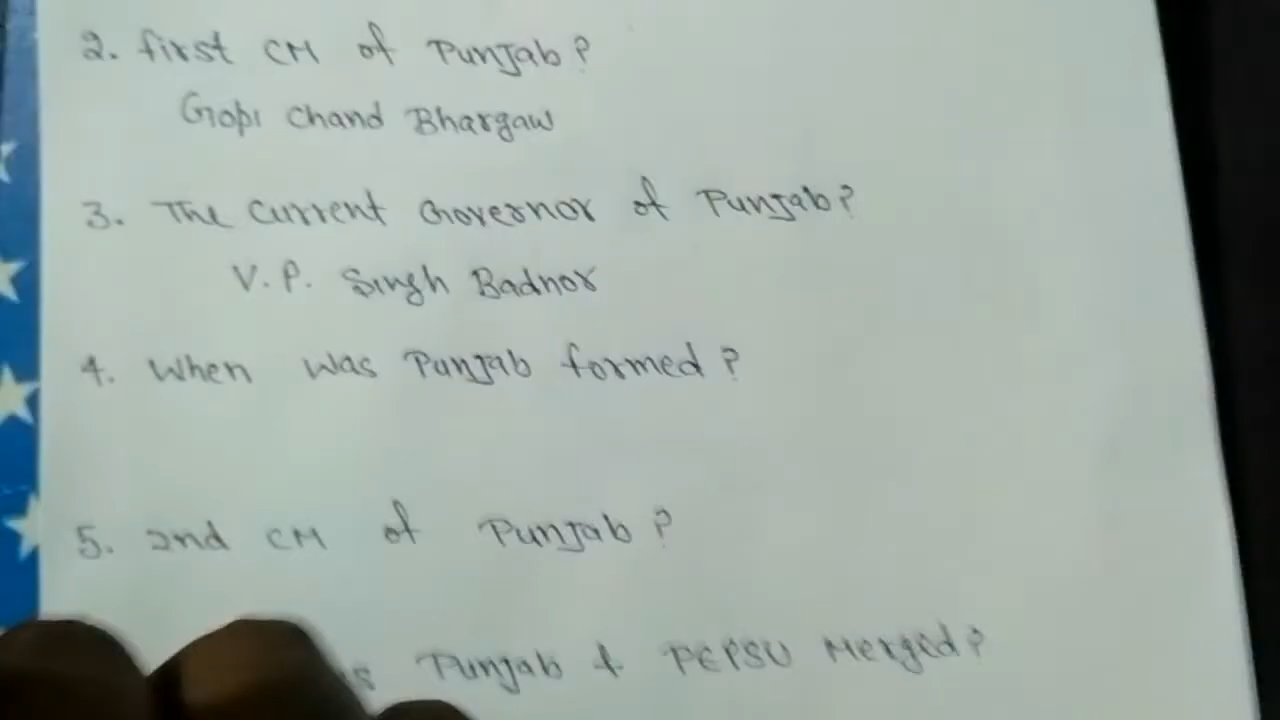 2. first CM of Punjab?
Gopi Chand Bhargaw
3. The Current Governor of Punjab?
V.P. Singh Badnor
4. When was Punjab formed?
5. 2nd CM of Punjab?
Punjab & PEPSU Merged?